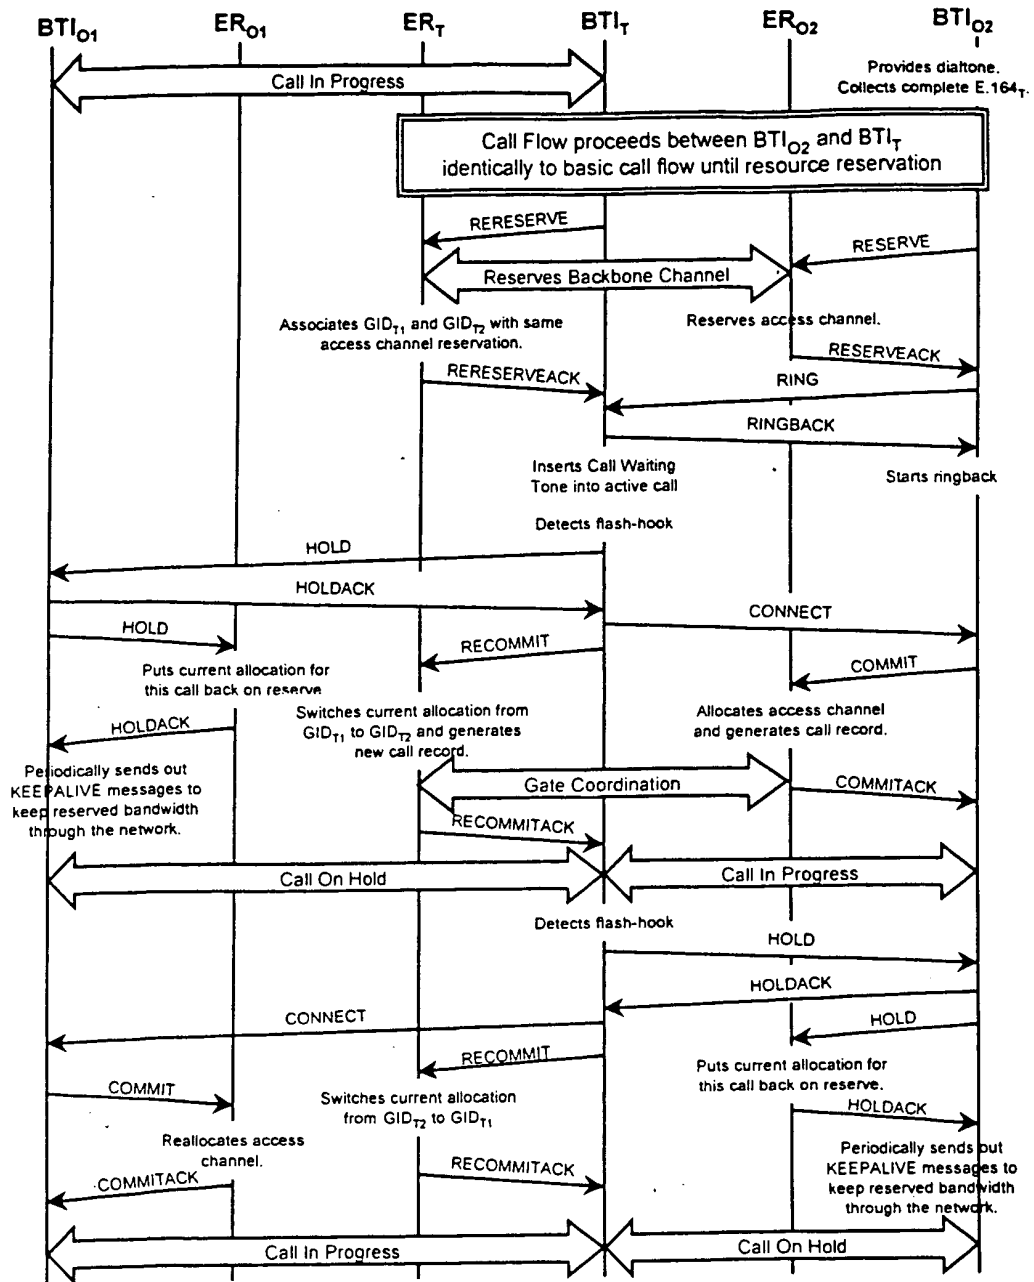 BTI_O1 ER_O1 ER_T BTI_T ER_O2 BTI_O2
Call In Progress
Provides dialtone.
Collects complete E.164_T.
Call Flow proceeds between BTI_O2 and BTI_T
identically to basic call flow until resource reservation
RERESERVE
RESERVE
Reserves Backbone Channel
Associates GID_T1 and GID_T2 with same
access channel reservation.
Reserves access channel.
RESERVEACK
RERESERVEACK
RING
RINGBACK
Inserts Call Waiting
Tone into active call
Starts ringback
Detects flash-hook
HOLD
HOLDACK
CONNECT
HOLD
RECOMMIT
COMMIT
Puts current allocation for
this call back on reserve
HOLDACK
Switches current allocation from
GID_T1 to GID_T2 and generates
new call record.
Allocates access channel
and generates call record.
Periodically sends out
KEEPALIVE messages to
keep reserved bandwidth
through the network.
Gate Coordination
COMMITACK
RECOMMITACK
Call On Hold
Call In Progress
Detects flash-hook
HOLD
HOLDACK
CONNECT
HOLD
RECOMMIT
Puts current allocation for
this call back on reserve.
COMMIT
Switches current allocation
from GID_T2 to GID_T1
HOLDACK
Reallocates access
channel.
Periodically sends out
KEEPALIVE messages to
keep reserved bandwidth
through the network.
RECOMMITACK
COMMITACK
Call In Progress
Call On Hold